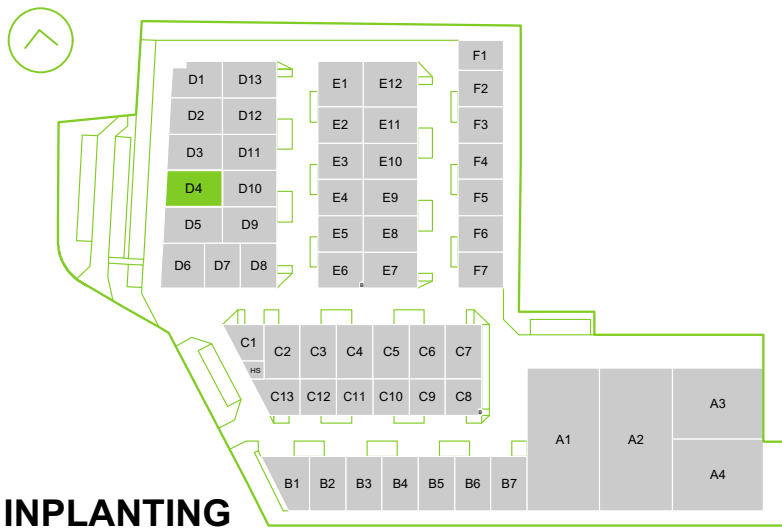 F1
D1 D13 E1 E12 F2
D2 D12 E2 E11 F3
D3 D11 E3 E10 F4
D4 D10 E4 E9 F5
D5 D9 E5 E8 F6
D6 D7 D8 E6 E7 F7
B
C1 C2 C3 C4 C5 C6 C7
HS
C13 C12 C11 C10 C9 C8
B
A3
A1 A2
A4
B1 B2 B3 B4 B5 B6 B7
INPLANTING